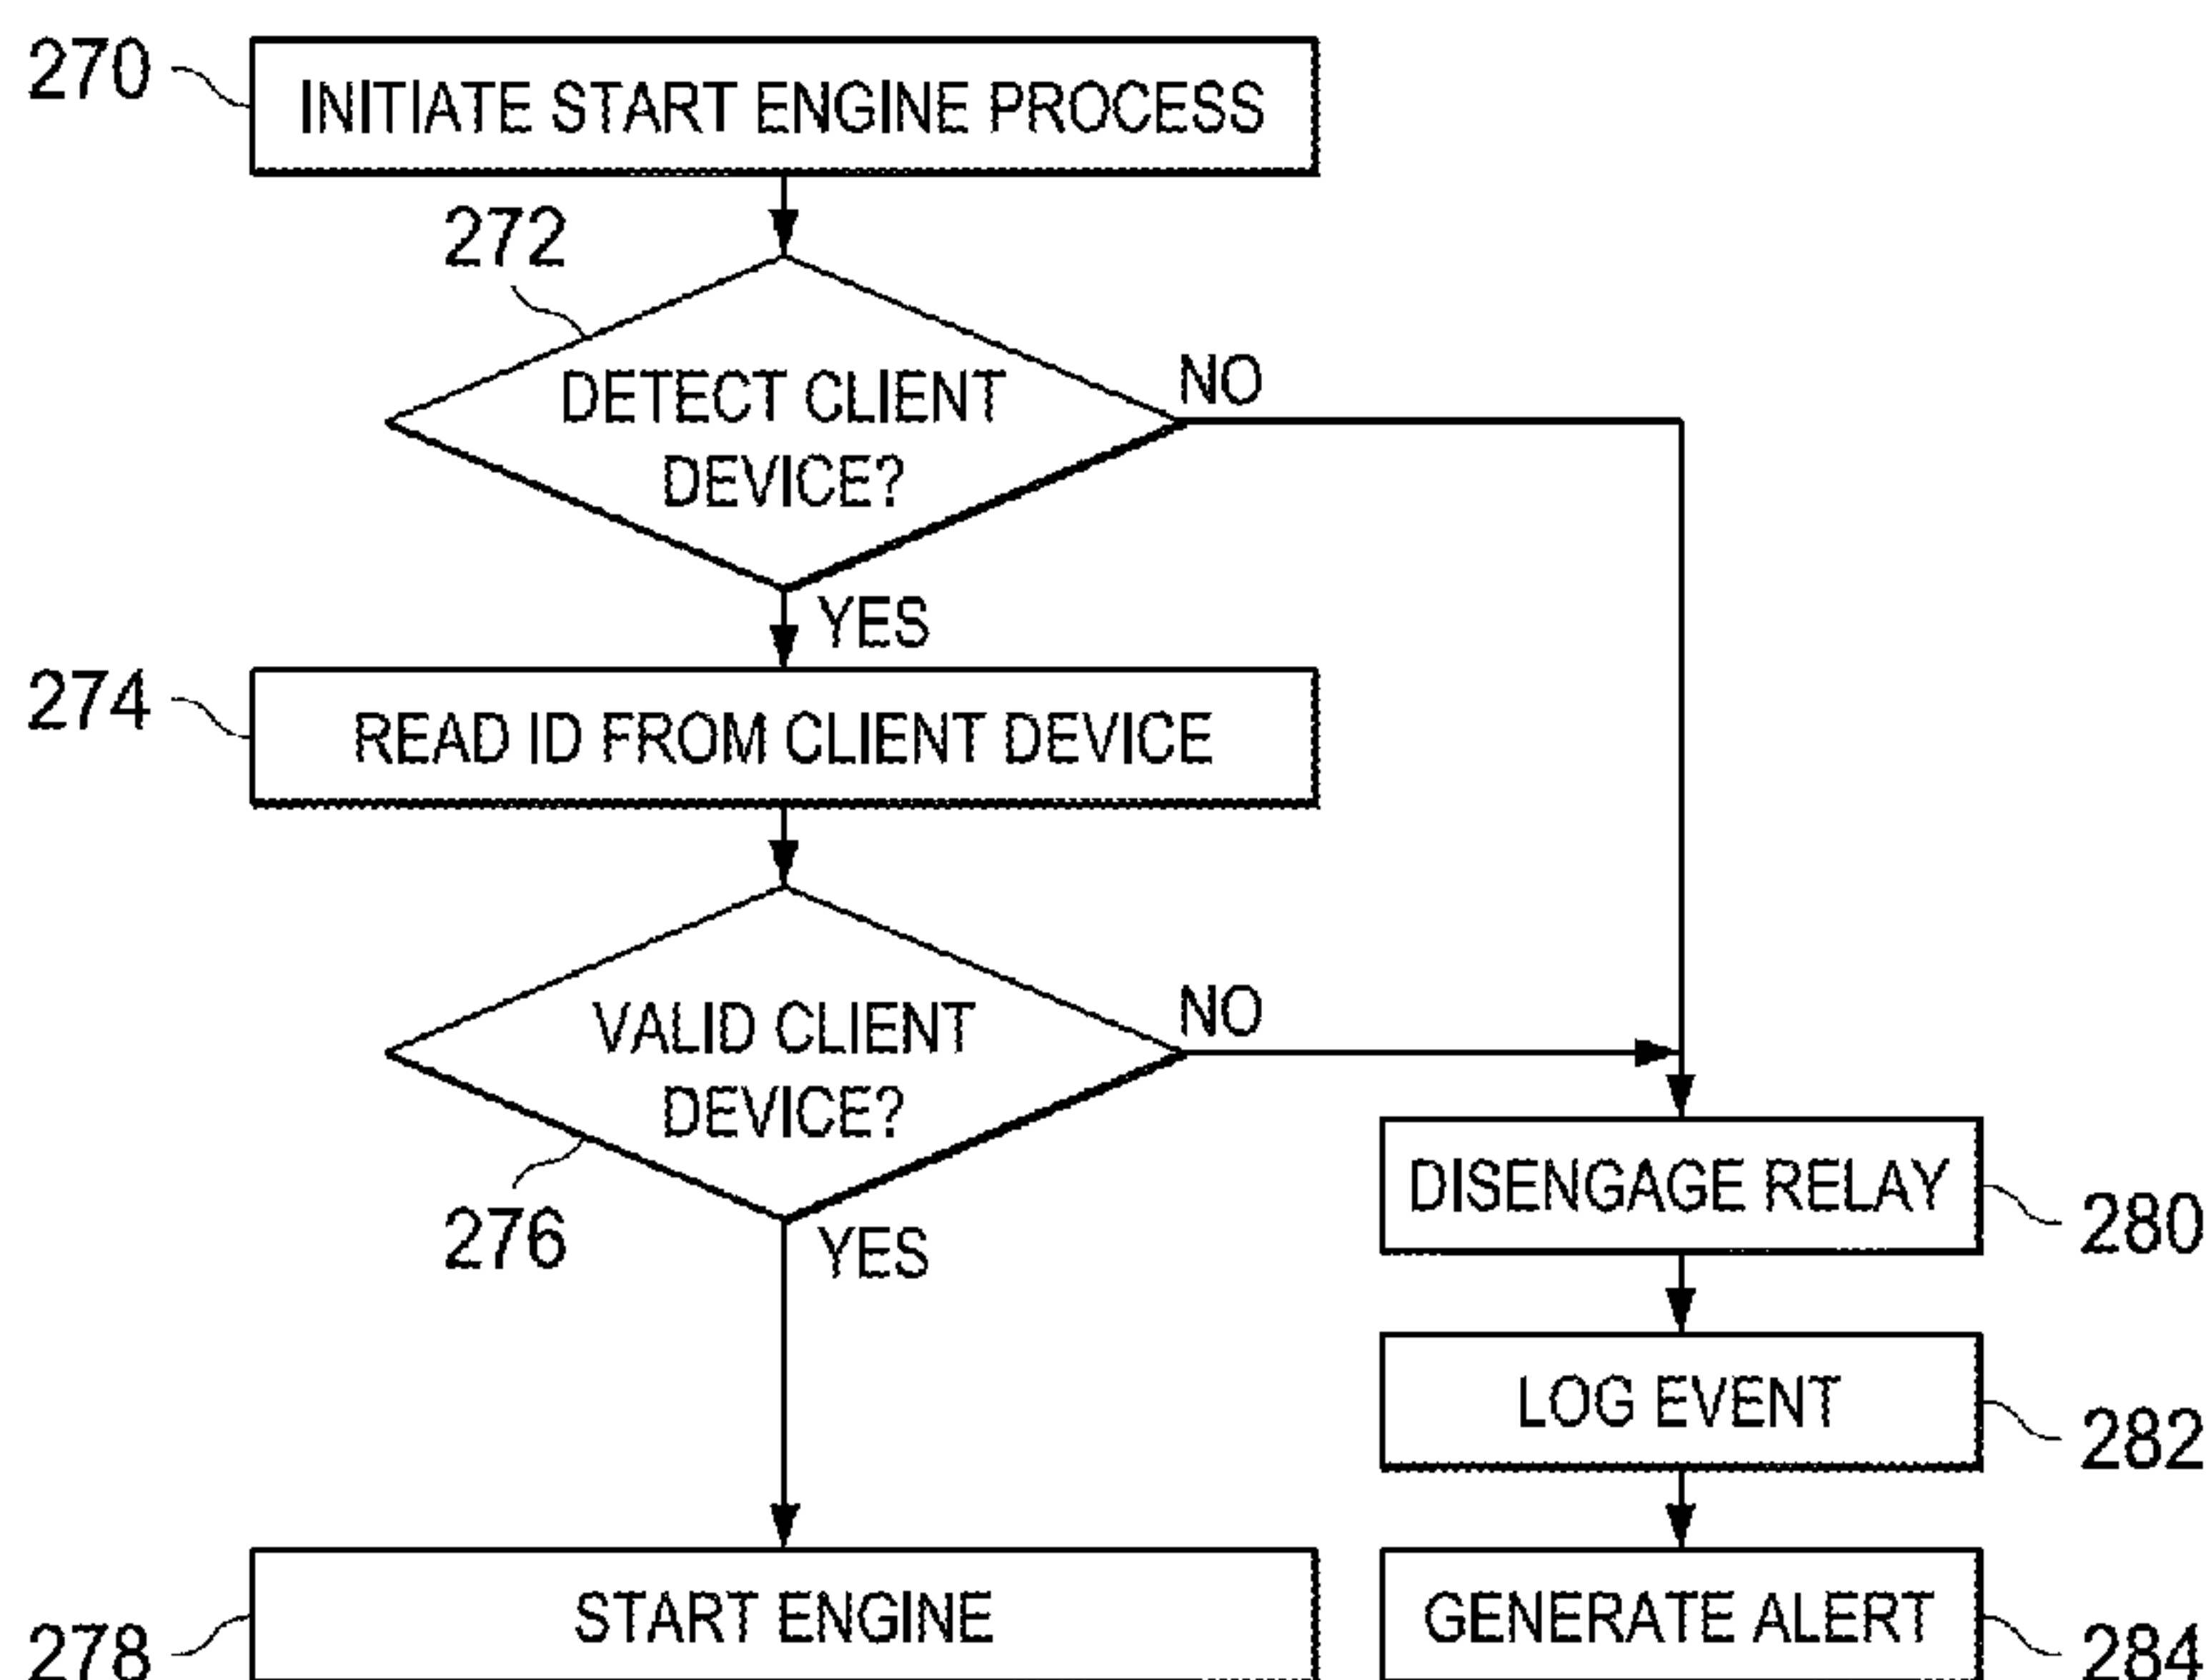 270
INITIATE START ENGINE PROCESS
272
DETECT CLIENT
DEVICE?
NO
YES
274
READ ID FROM CLIENT DEVICE
VALID CLIENT
DEVICE?
NO
276
YES
DISENGAGE RELAY
280
LOG EVENT
282
278
START ENGINE
GENERATE ALERT
284